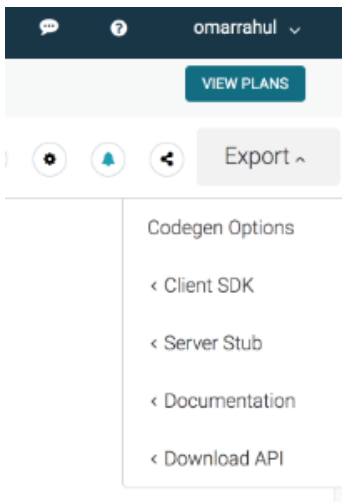 omarrahul
VIEW PLANS
Export
Codegen Options
Client SDK
Server Stub
Documentation
Download API